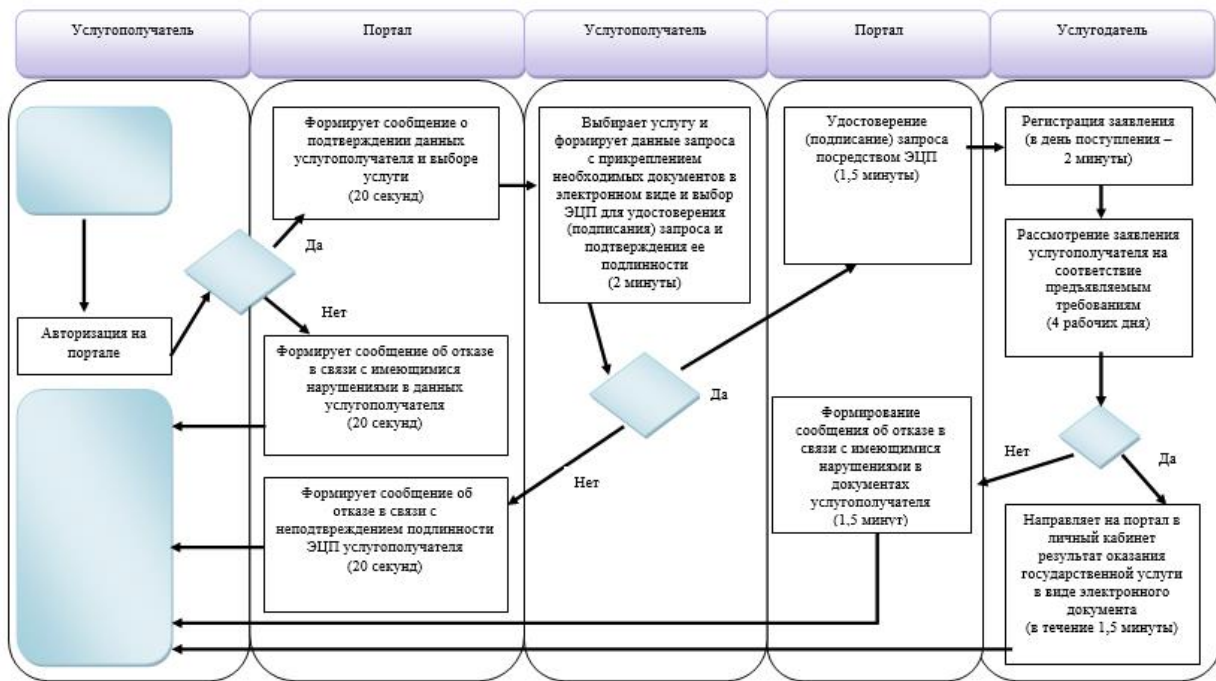 Услугополучатель
Портал
Услугополучатель
Портал
Услугодатель
Авторизация на
портале
Формирует сообщение о
подтверждении данных
услугополучателя и выборе
услуги
(20 секунд)
Да
Нет
Формирует сообщение об отказе
в связи с имеющимися
нарушениями в данных
услугополучателя
(20 секунд)
Формирует сообщение об
отказе в связи с
неподтвреждением подлинности
ЭЦП услугополучателя
(20 секунд)
Выбирает услугу и
формирует данные запроса
с прикреплением
необходимых документов в
электронном виде и выбор
ЭЦП для удостоверения
(подписания) запроса и
подтверждения ее
подлинности
(2 минуты)
Да
Нет
Удостоверение
(подписание) запроса
посредством ЭЦП
(1,5 минуты)
Формирование
сообщения об отказе в
связи с имеющимися
нарушениями в
документах
услугополучателя
(1,5 минут)
Регистрация заявления
(в день поступления –
2 минуты)
Рассмотрение заявления
услугополучателя на
соответствие
предъявляемым
требованиям
(4 рабочих дня)
Нет
Да
Направляет на портал в
личный кабинет
результат оказания
государственной услуги
в виде электронного
документа
(в течение 1,5 минуты)